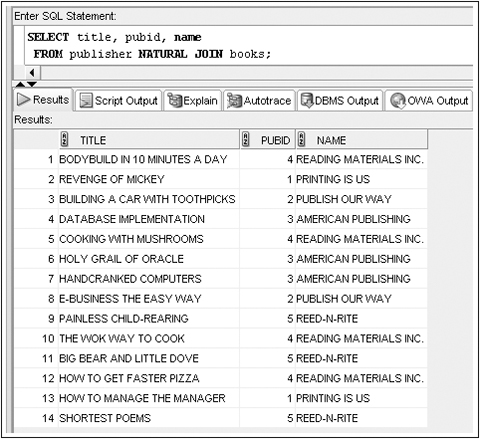 Enter SQL Statement:
SELECT title, pubid, name
FROM publisher NATURAL JOIN books;
Results Script Output Explain Autotrace DBMS Output OWA Output
Results:
TITLE PUBID NAME
1 BODYBUILD IN 10 MINUTES A DAY 4 READING MATERIALS INC.
2 REVENGE OF MICKEY 1 PRINTING IS US
3 BUILDING A CAR WITH TOOTHPICKS 2 PUBLISH OUR WAY
4 DATABASE IMPLEMENTATION 3 AMERICAN PUBLISHING
5 COOKING WITH MUSHROOMS 4 READING MATERIALS INC.
6 HOLY GRAIL OF ORACLE 3 AMERICAN PUBLISHING
7 HANDCRANKED COMPUTERS 3 AMERICAN PUBLISHING
8 E-BUSINESS THE EASY WAY 2 PUBLISH OUR WAY
9 PAINLESS CHILD-REARING 5 REED-N-RITE
10 THE WOK WAY TO COOK 4 READING MATERIALS INC.
11 BIG BEAR AND LITTLE DOVE 5 REED-N-RITE
12 HOW TO GET FASTER PIZZA 4 READING MATERIALS INC.
13 HOW TO MANAGE THE MANAGER 1 PRINTING IS US
14 SHORTEST POEMS 5 REED-N-RITE